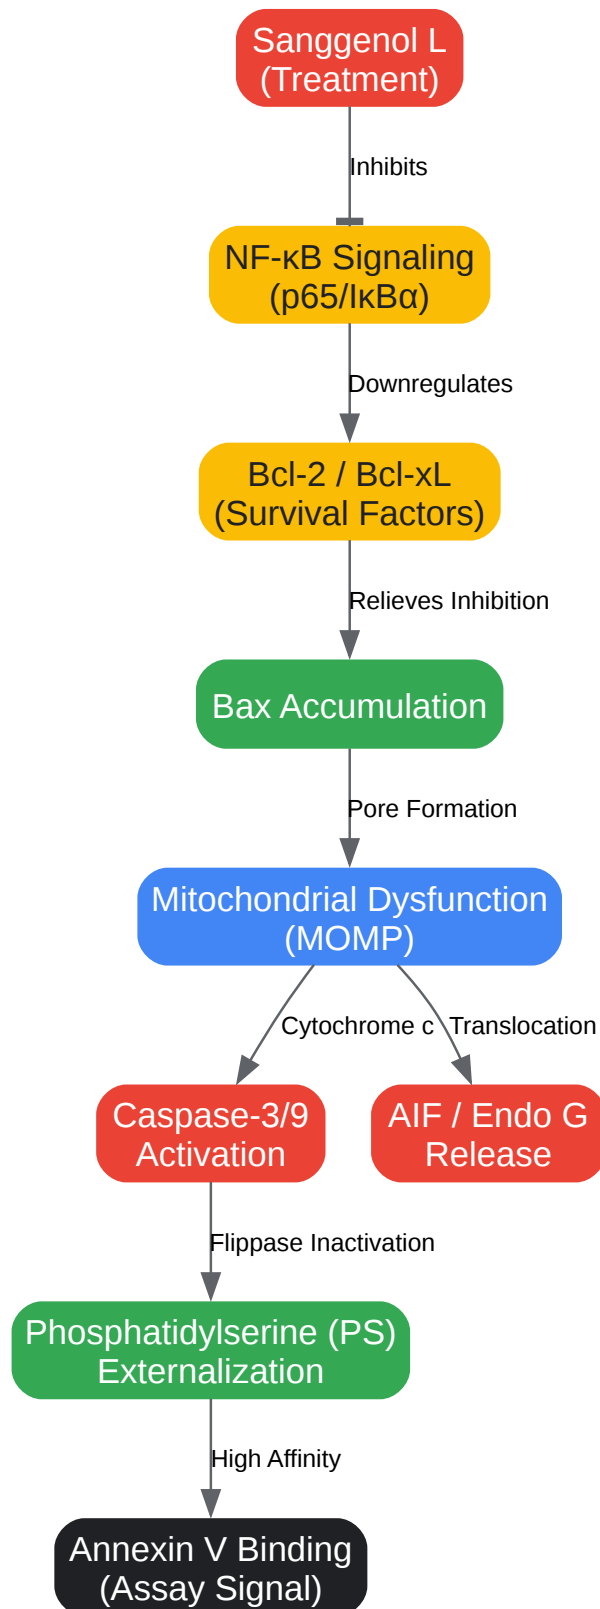 Sanggenol L
(Treatment)
Inhibits
NF-κB Signaling
(p65/IκBα)
Downregulates
Bcl-2 / Bcl-xL
(Survival Factors)
Relieves Inhibition
Bax Accumulation
Pore Formation
Mitochondrial Dysfunction
(MOMP)
Cytochrome c
Translocation
Caspase-3/9
Activation
AIF / Endo G
Release
Flippase Inactivation
Phosphatidylserine (PS)
Externalization
High Affinity
Annexin V Binding
(Assay Signal)